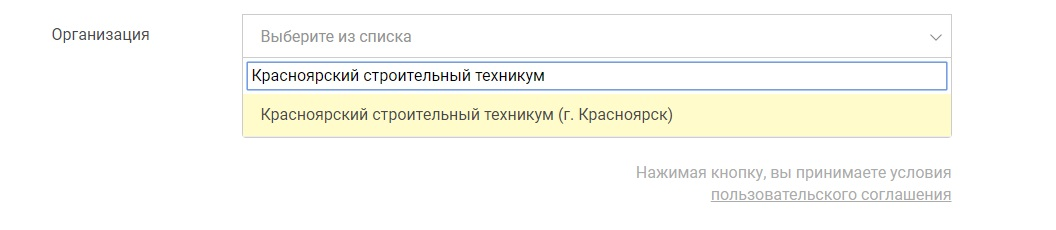 Организация
Выберите из списка
Красноярский строительный техникум
Красноярский строительный техникум (г. Красноярск)
Нажимая кнопку, вы принимаете условия
пользовательского соглашения